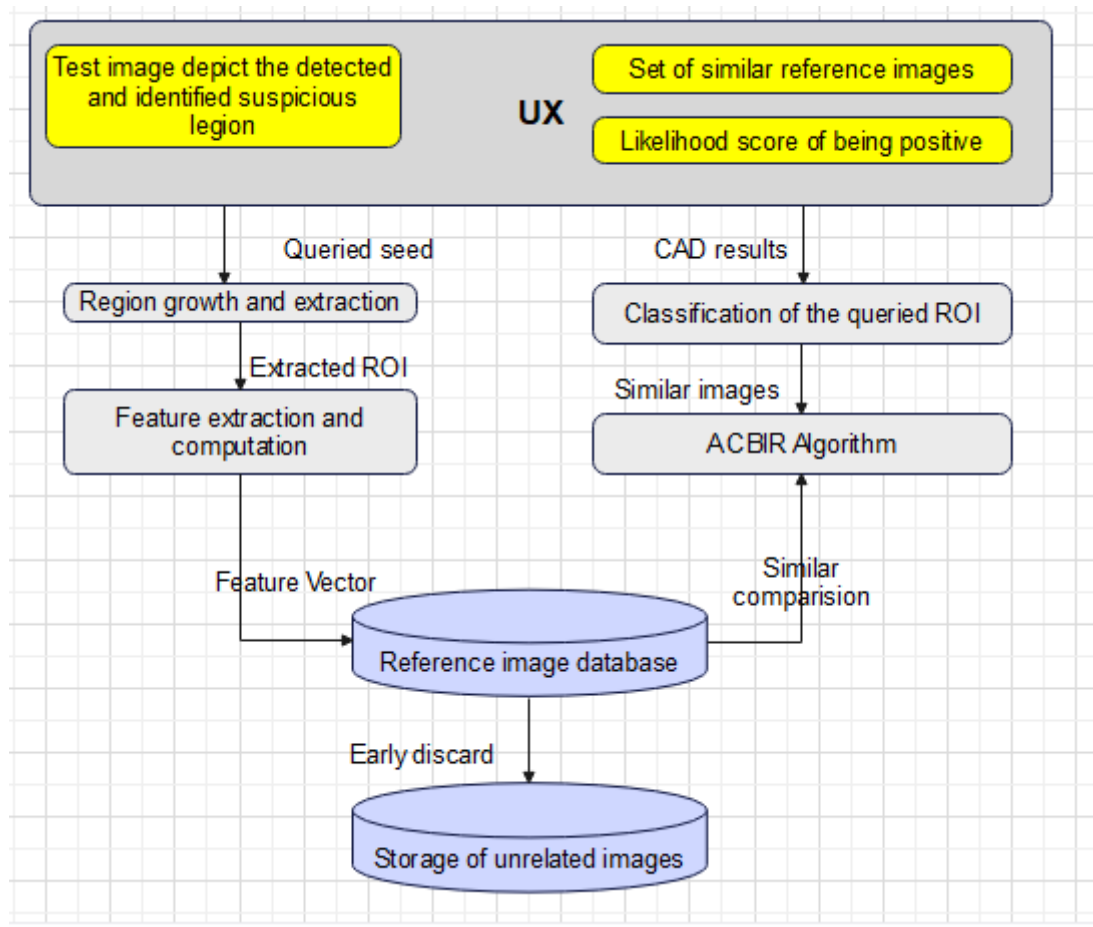 Test image depict the detected
and identified suspicious
legion
UX
Set of similar reference images
Likelihood score of being positive
Queried seed
CAD results
Region growth and extraction
Classification of the queried ROI
Extracted ROI
Similar images
Feature extraction and
computation
ACBIR Algorithm
Feature Vector
Similar
comparision
Reference image database
Early discard
Storage of unrelated images